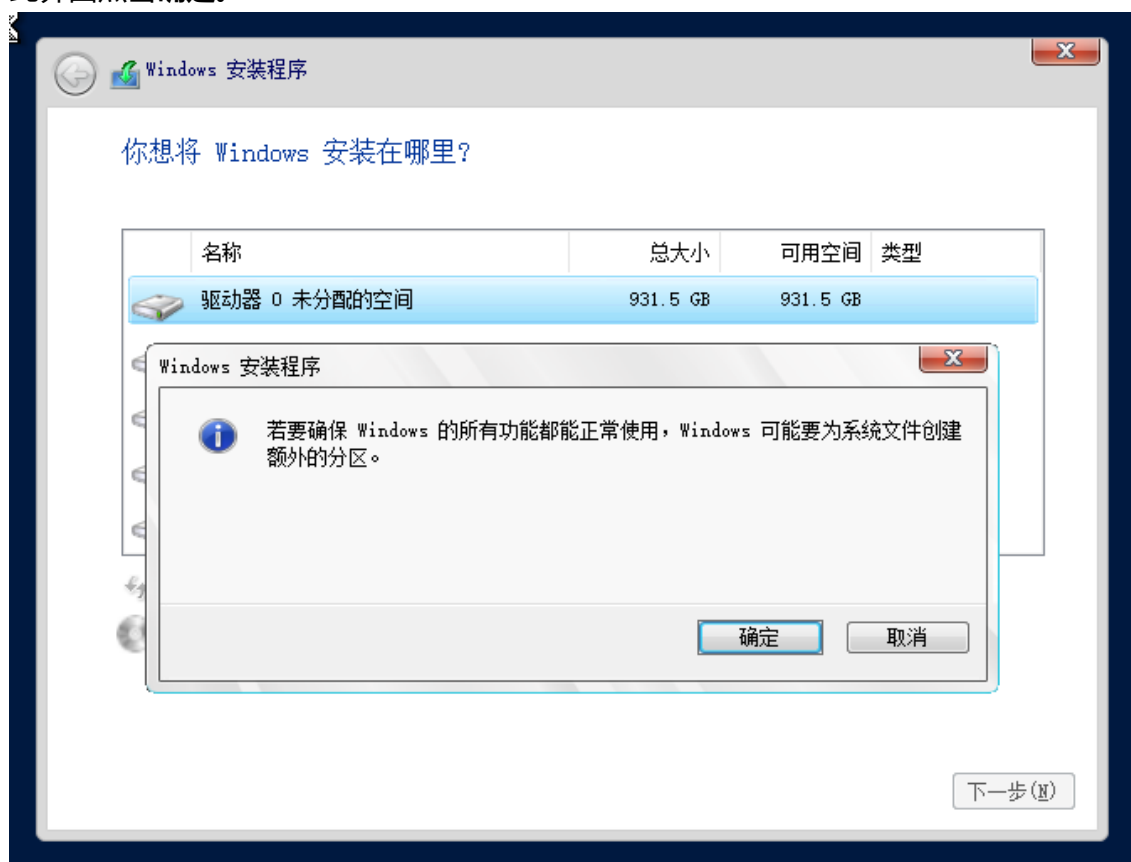 Windows 安装程序
你想将 Windows 安装在哪里?
名称 总大小 可用空间 类型
驱动器 0 未分配的空间 931.5 GB 931.5 GB
Windows 安装程序
若要确保 Windows 的所有功能都能正常使用，Windows 可能要为系统文件创建
额外的分区。
确定 取消
下一步(N)